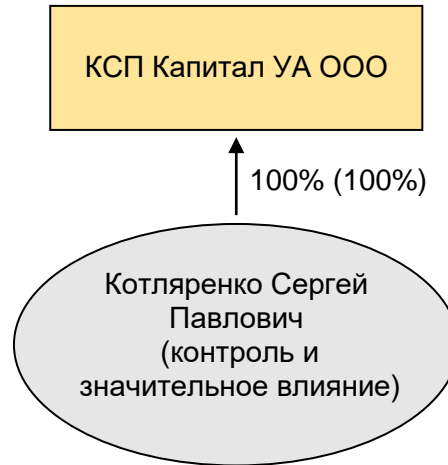 КСП Капитал УА ООО
100% (100%)
Котляренко Сергей
Павлович
(контроль и
значительное влияние)